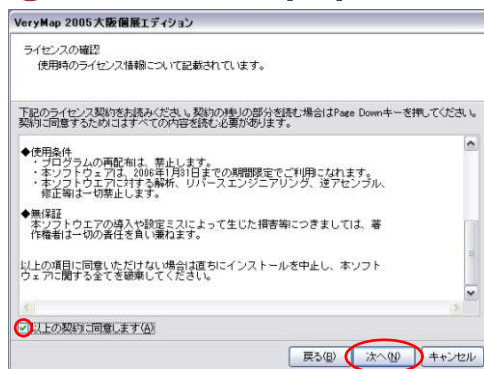 VeryMap 2005大阪個展エディション
ライセンスの確認
使用時のライセンス情報について記載されています。
下記のライセンス契約をお読みください。契約の残りの部分を読む場合はPage Downキーを押してください。
契約に同意するためにはすべての内容を読む必要があります。
◆使用条件
・プログラムの再配布は、禁止します。
・本ソフトウエアは、2006年1月31日までの期間限定でご利用になれます。
・本ソフトウエアに対する解析、リバースエンジニアリング、逆アセンブル、
修正等は一切禁止します。
◆無保証
本ソフトウエアの導入や設定ミスによって生じた損害等につきましては、著
作権者は一切の責任を負い兼ねます。
以上の項目に同意いただけない場合は直ちにインストールを中止し、本ソフト
ウェアに関する全てを破棄してください。
以上の契約に同意します(A)
戻る(B) 次へ(N) キャンセル